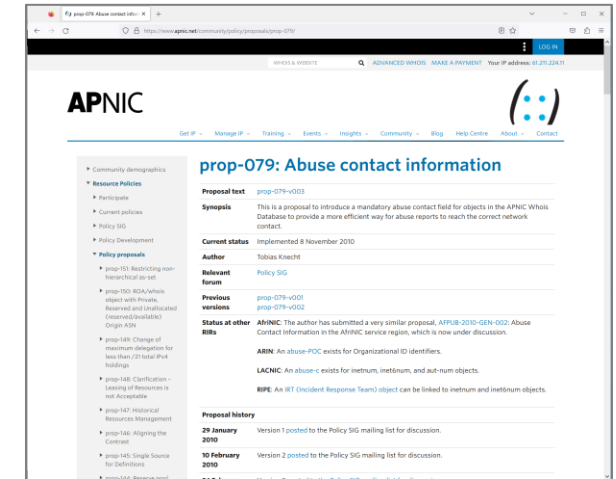 prop-079 Abuse contact infor
https://www.apnic.net/community/policy/proposals/prop-079/
LOG IN
WHOIS & WEBSITE
ADVANCED WHOIS MAKE A PAYMENT Your IP address: 61.211.224.11
APNIC
Get IP Manage IP Training Events Insights Community Blog Help Centre About Contact
Community demographics
Resource Policies
Participate
Current policies
Policy SIG
Policy Development
Policy proposals
prop-151: Restricting non-
hierarchical as-set
prop-150: ROA/whois
object with Private,
Reserved and Unallocated
(reserved/available)
Origin ASN
prop-149: Change of
maximum delegation for
less than /21 total IPv4
holdings
prop-148: Clarification –
Leasing of Resources is
not Acceptable
prop-147: Historical
Resources Management
prop-146: Aligning the
Contrast
prop-145: Single Source
for Definitions
prop-079: Abuse contact information
Proposal text prop-079-v003
Synopsis This is a proposal to introduce a mandatory abuse contact field for objects in the APNIC Whois
Database to provide a more efficient way for abuse reports to reach the correct network
contact.
Current status Implemented 8 November 2010
Author Tobias Knecht
Relevant forum Policy SIG
Previous versions prop-079-v001
prop-079-v002
Status at other RIRs AfriNIC: The author has submitted a very similar proposal, AFPUB-2010-GEN-002: Abuse
Contact Information in the AfriNIC service region, which is now under discussion.
ARIN: An abuse-POC exists for Organizational ID identifiers.
LACNIC: An abuse-c exists for inetnum, inet6num, and aut-num objects.
RIPE: An IRT (Incident Response Team) object can be linked to inetnum and inet6num objects.
Proposal history
29 January 2010 Version 1 posted to the Policy SIG mailing list for discussion.
10 February 2010 Version 2 posted to the Policy SIG mailing list for discussion.